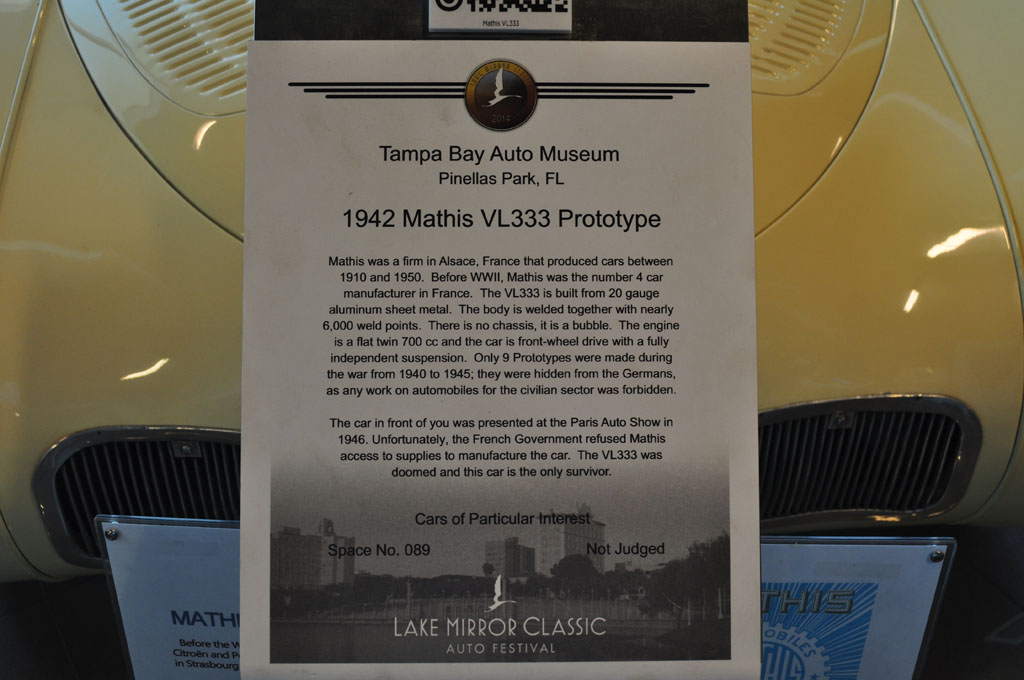 Mathis VL333
2014
Tampa Bay Auto Museum
Pinellas Park, FL
1942 Mathis VL333 Prototype
Mathis was a firm in Alsace, France that produced cars between
1910 and 1950. Before WWII, Mathis was the number 4 car
manufacturer in France. The VL333 is built from 20 gauge
aluminum sheet metal. The body is welded together with nearly
6,000 weld points. There is no chassis, it is a bubble. The engine
is a flat twin 700 cc and the car is front-wheel drive with a fully
independent suspension. Only 9 Prototypes were made during
the war from 1940 to 1945; they were hidden from the Germans,
as any work on automobiles for the civilian sector was forbidden.
The car in front of you was presented at the Paris Auto Show in
1946. Unfortunately, the French Government refused Mathis
access to supplies to manufacture the car. The VL333 was
doomed and this car is the only survivor.
Cars of Particular Interest
Space No. 089 Not Judged
LAKE MIRROR CLASSIC
AUTO FESTIVAL
MATHI
Before the W
Citroën and P
in Strasbourg
THIS